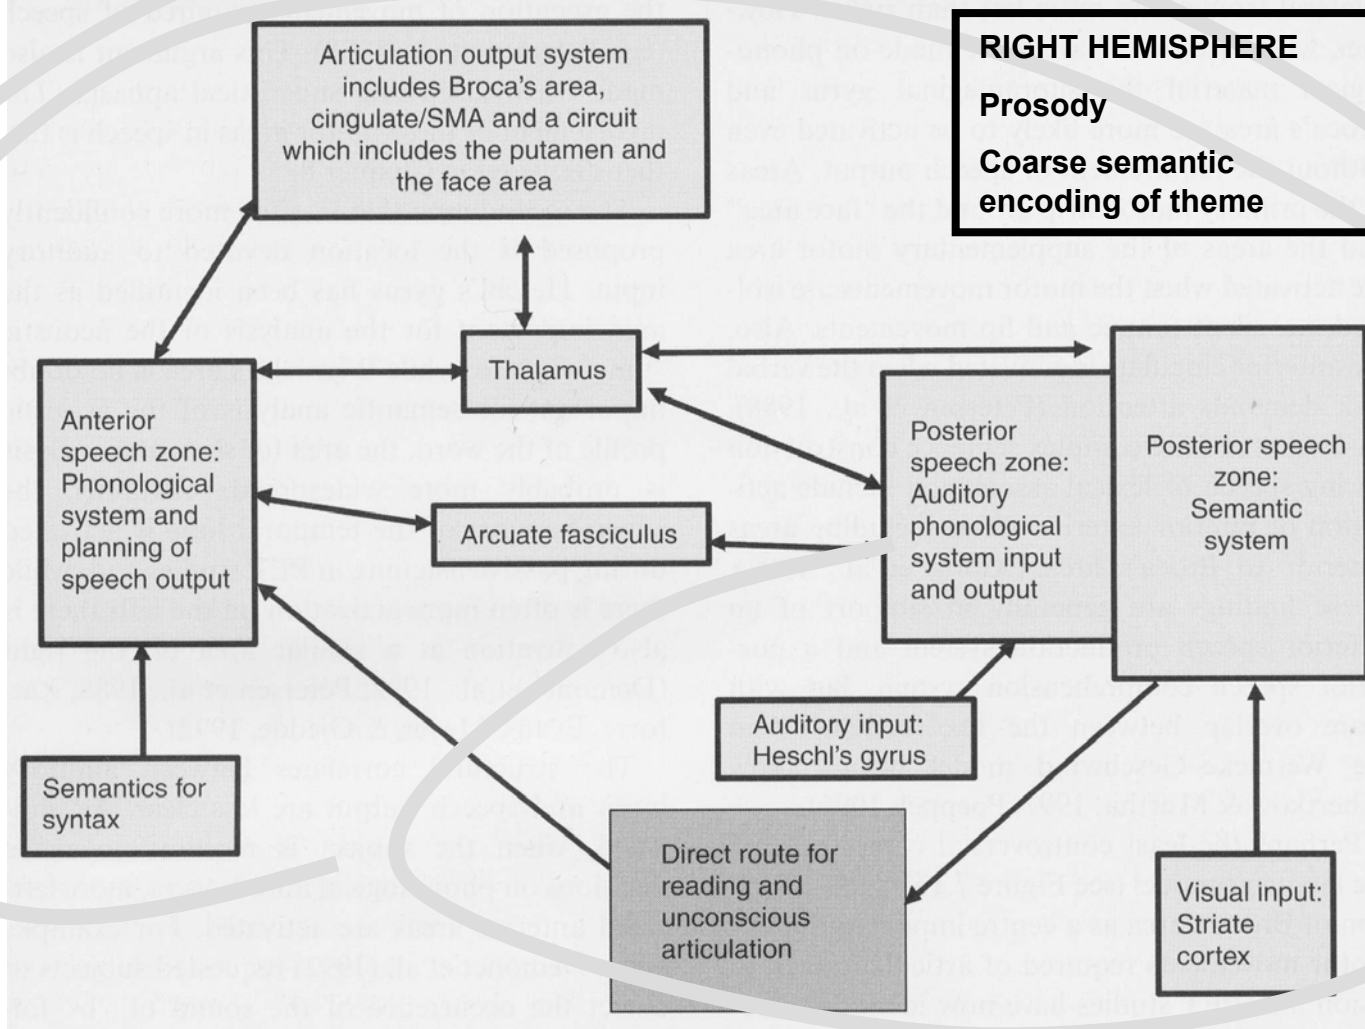 Articulation output system
includes Broca's area,
cingulate/SMA and a circuit
which includes the putamen and
the face area
RIGHT HEMISPHERE
Prosody
Coarse semantic
encoding of theme
Thalamus
Anterior
speech zone:
Phonological
system and
planning of
speech output
Arcuate fasciculus
Posterior
speech zone:
Auditory
phonological
system input
and output
Posterior speech
zone:
Semantic
system
Auditory input:
Heschl's gyrus
Semantics for
syntax
Direct route for
reading and
unconscious
articulation
Visual input:
Striate
cortex